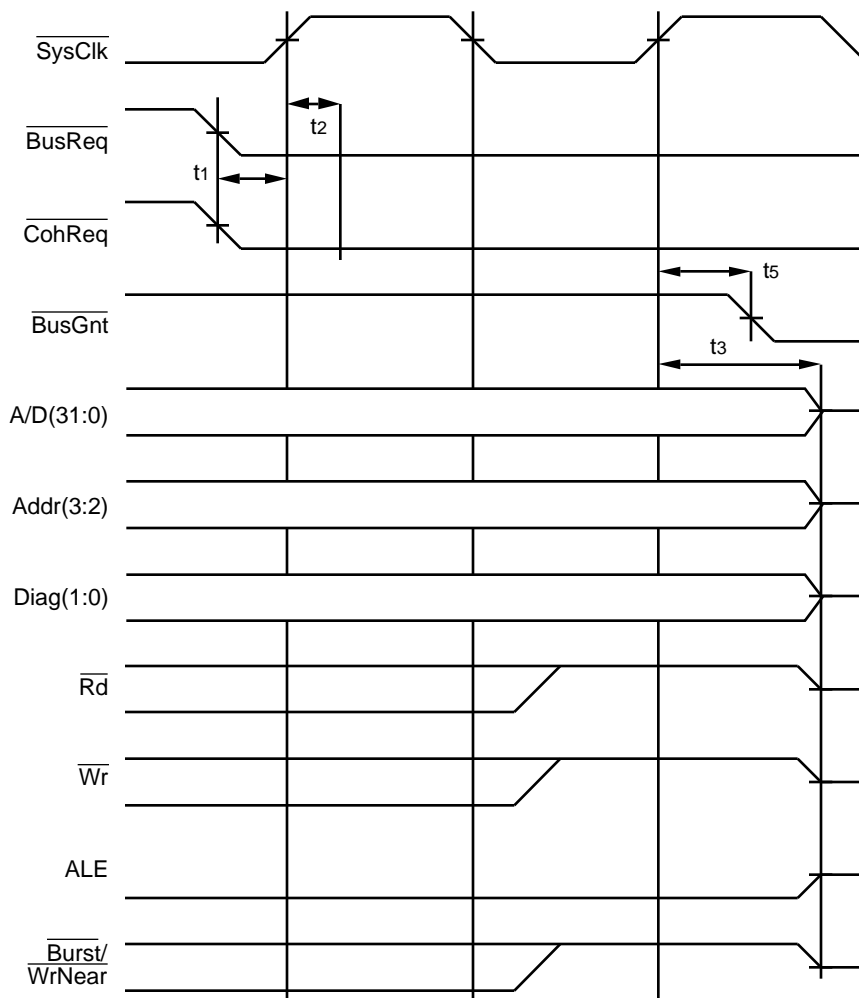 SysClk
BusReq
t2
t1
CohReq
t5
BusGnt
t3
A/D(31:0)
Addr(3:2)
Diag(1:0)
Rd
Wr
ALE
Burst/
WrNear